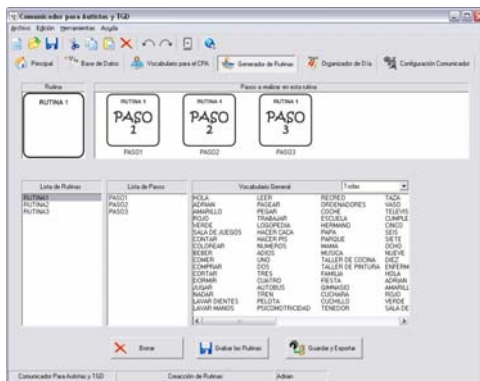 Comunicador para Autistas y TGD
Archivo Edición Herramientas Ayuda
Principal Base de Datos Vocabulario para el CPA Generador de Rutinas Organizador de Día Configuración Comunicador
Rutina Pasos a realizar en esta rutina
RUTINA 1
RUTINA 1 RUTINA 1 RUTINA 1
PASO PASO PASO
1 2 3
PASO1 PASO2 PASO3
Lista de Rutinas Lista de Pasos Vocabulario General Todas
RUTINA1 PASO1 HOLA LEER RECREO TAZA
RUTINA2 PASO2 ADRIAN PASEAR ORDENADORES VASO
RUTINA3 PASO3 AMARILLO PEGAR COCHE TELEVIS
ROJO TRABAJAR ESCUELA CUMPLE
VERDE LOGOPEDIA HERMANO CINCO
SALA DE JUEGOS HACER CACA PAPA SEIS
CONTAR HACER PIS PARQUE SIETE
COLOREAR NUMEROS MAMA OCHO
BEBER ADIOS MUSICA NUEVE
COMER UNO TALLER DE COCINA DIEZ
COMPRAR DOS TALLER DE PINTURA ENFERM
CORTAR TRES FAMILIA HOLA
DORMIR CUATRO FIESTA ADRIAN
JUGAR AUTOBUS GIMNASIO AMARILL
NADAR TREN CUCHARA ROJO
LAVAR DIENTES PELOTA CUCHILLO VERDE
LAVAR MANOS PSICOMOTRICIDAD TENEDOR SALA DE
Borrar Grabar las Rutinas Guardar y Exportar
Comunicador Para Autistas y TGD Creacción de Rutinas Adrian